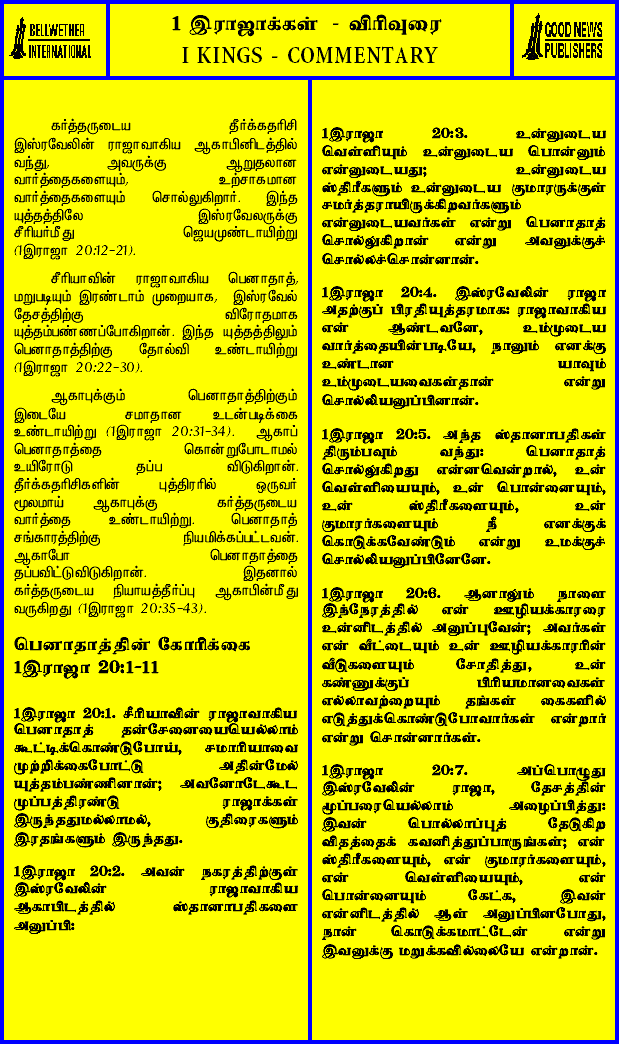 BELLWETHER
INTERNATIONAL
1 இராஜாக்கள் - விரிவுரை
I KINGS - COMMENTARY
GOOD NEWS
PUBLISHERS
கர்த்தருடைய தீர்க்கதரிசி
இஸ்ரவேலின் ராஜாவாகிய ஆகாபினிடத்தில்
வந்து, அவருக்கு ஆறுதலான
வார்த்தைகளையும், உற்சாகமான
வார்த்தைகளையும் சொல்லுகிறார். இந்த
யுத்தத்திலே இஸ்ரவேலருக்கு
சீரியர்மீது ஜெயமுண்டாயிற்று
(1இராஜா 20:12-21).
சீரியாவின் ராஜாவாகிய பெனாதாத்,
மறுபடியும் இரண்டாம் முறையாக, இஸ்ரவேல்
தேசத்திற்கு விரோதமாக
யுத்தம்பண்ணப்போகிறான். இந்த யுத்தத்திலும்
பெனாதாத்திற்கு தோல்வி உண்டாயிற்று
(1இராஜா 20:22-30).
ஆகாபுக்கும் பெனாதாத்திற்கும்
இடையே சமாதான உடன்படிக்கை
உண்டாயிற்று (1இராஜா 20:31-34). ஆகாப்
பெனாதாத்தை கொன்றுபோடாமல்
உயிரோடு தப்ப விடுகிறான்.
தீர்க்கதரிசிகளின் புத்திரரில் ஒருவர்
மூலமாய் ஆகாபுக்கு கர்த்தருடைய
வார்த்தை உண்டாயிற்று. பெனாதாத்
சங்காரத்திற்கு நியமிக்கப்பட்டவன்.
ஆகாபோ பெனாதாத்தை
தப்பவிட்டுவிடுகிறான். இதனால்
கர்த்தருடைய நியாயத்தீர்ப்பு ஆகாபின்மீது
வருகிறது (1இராஜா 20:35-43).
பெனாதாத்தின் கோரிக்கை
1இராஜா 20:1-11
1இராஜா 20:1. சீரியாவின் ராஜாவாகிய
பெனாதாத் தன்சேனையையெல்லாம்
கூட்டிக்கொண்டுபோய், சமாரியாவை
முற்றிக்கைபோட்டு அதின்மேல்
யுத்தம்பண்ணினான்; அவனோடேகூட
முப்பத்திரண்டு ராஜாக்கள்
இருந்ததுமல்லாமல், குதிரைகளும்
இரதங்களும் இருந்தது.
1இராஜா 20:2. அவன் நகரத்திற்குள்
இஸ்ரவேலின் ராஜாவாகிய
ஆகாபிடத்தில் ஸ்தானாபதிகளை
அனுப்பி:
1இராஜா 20:3. உன்னுடைய
வெள்ளியும் உன்னுடைய பொன்னும்
என்னுடையது; உன்னுடைய
ஸ்திரீகளும் உன்னுடைய குமாரருக்குள்
சமர்த்தராயிருக்கிறவர்களும்
என்னுடையவர்கள் என்று பெனாதாத்
சொல்லுகிறான் என்று அவனுக்குச்
சொல்லச்சொன்னான்.
1இராஜா 20:4. இஸ்ரவேலின் ராஜா
அதற்குப் பிரதியுத்தரமாக: ராஜாவாகிய
என் ஆண்டவனே, உம்முடைய
வார்த்தையின்படியே, நானும் எனக்கு
உண்டான யாவும்
உம்முடையவைகள்தான் என்று
சொல்லியனுப்பினான்.
1இராஜா 20:5. அந்த ஸ்தானாபதிகள்
திரும்பவும் வந்து: பெனாதாத்
சொல்லுகிறது என்னவென்றால், உன்
வெள்ளியையும், உன் பொன்னையும்,
உன் ஸ்திரீகளையும், உன்
குமாரர்களையும் நீ எனக்குக்
கொடுக்கவேண்டும் என்று உமக்குச்
சொல்லியனுப்பினேனே.
1இராஜா 20:6. ஆனாலும் நாளை
இந்நேரத்தில் என் ஊழியக்காரரை
உன்னிடத்தில் அனுப்புவேன்; அவர்கள்
என் வீட்டையும் உன் ஊழியக்காரரின்
வீடுகளையும் சோதித்து, உன்
கண்ணுக்குப் பிரியமானவைகள்
எல்லாவற்றையும் தங்கள் கைகளில்
எடுத்துக்கொண்டுபோவார்கள் என்றார்
என்று சொன்னார்கள்.
1இராஜா 20:7. அப்பொழுது
இஸ்ரவேலின் ராஜா, தேசத்தின்
மூப்பரையெல்லாம் அழைப்பித்து:
இவன் பொல்லாப்புத் தேடுகிற
விதத்தைக் கவனித்துப்பாருங்கள்; என்
ஸ்திரீகளையும், என் குமாரர்களையும்,
என் வெள்ளியையும், என்
பொன்னையும் கேட்க, இவன்
என்னிடத்தில் ஆள் அனுப்பினபோது,
நான் கொடுக்கமாட்டேன் என்று
இவனுக்கு மறுக்கவில்லையே என்றான்.